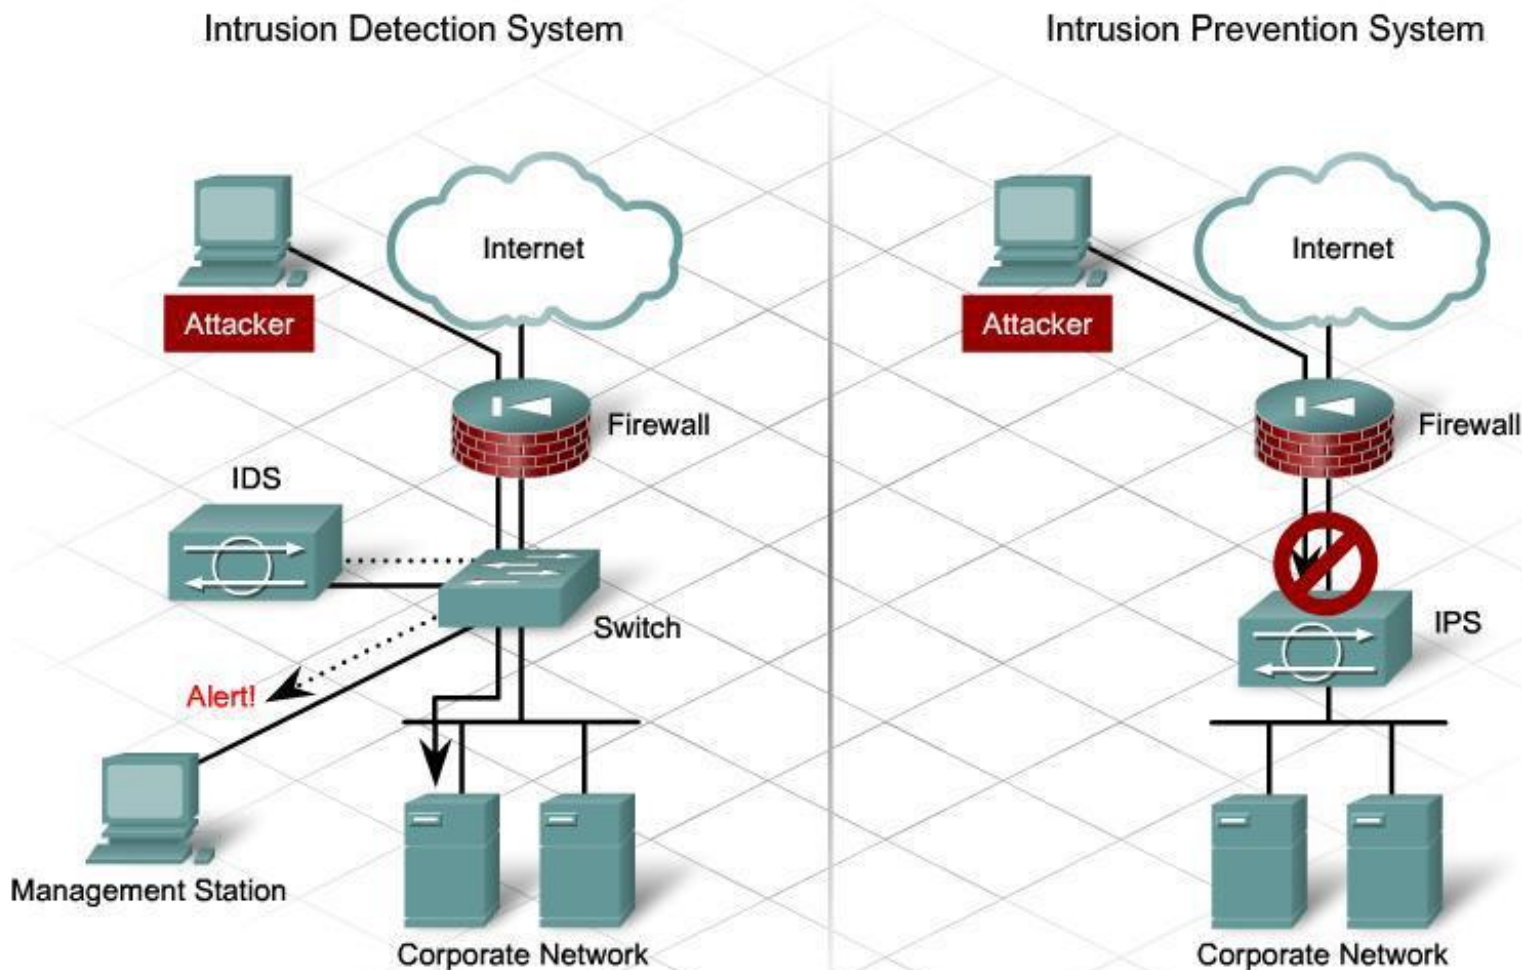 Intrusion Detection System
Internet
Attacker
Firewall
IDS
Switch
Alert!
Management Station
Corporate Network
Intrusion Prevention System
Internet
Attacker
Firewall
IPS
Corporate Network